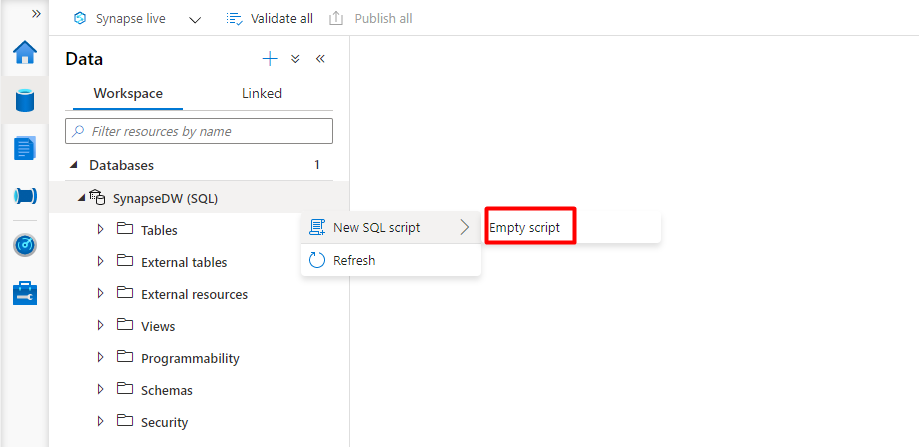 Synapse live
Validate all
Publish all
Data
Workspace
Linked
Filter resources by name
Databases 1
SynapseDW (SQL)
New SQL script
Empty script
Refresh
Tables
External tables
External resources
Views
Programmability
Schemas
Security